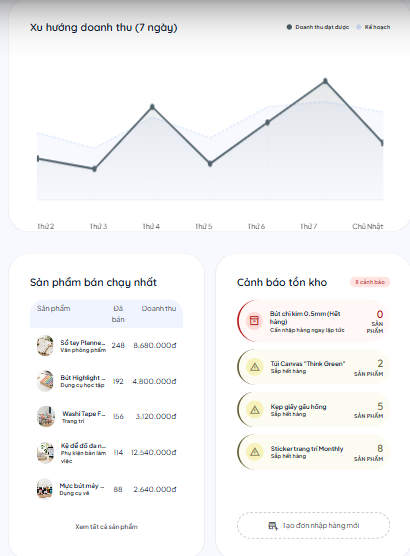 Xu hướng doanh thu (7 ngày)
Doanh thu đạt được
Kế hoạch
Thứ 2
Thứ 3
Thứ 4
Thứ 5
Thứ 6
Thứ 7
Chủ Nhật
Sản phẩm bán chạy nhất
Sản phẩm
Đã bán
Doanh thu
Sổ tay Planne...
Văn phòng phẩm
248
8.680.000đ
Bút Highlight ...
Dụng cụ học tập
192
4.800.000đ
Washi Tape F...
Trang trí
156
3.120.000đ
Kệ để đồ đa n...
Phụ kiện bàn làm
việc
114
12.540.000đ
Mực bút máy ...
Dụng cụ vẽ
88
2.640.000đ
Xem tất cả sản phẩm
Cảnh báo tồn kho
8 cảnh báo
Bút chì kim 0.5mm (Hết
hàng)
Cần nhập hàng ngay lập tức
0
SẢN
PHẨM
Túi Canvas "Think Green"
Sắp hết hàng
2
SẢN PHẨM
Kẹp giấy gấu hồng
Sắp hết hàng
5
SẢN PHẨM
Sticker trang trí Monthly
Sắp hết hàng
8
SẢN PHẨM
Tạo đơn nhập hàng mới